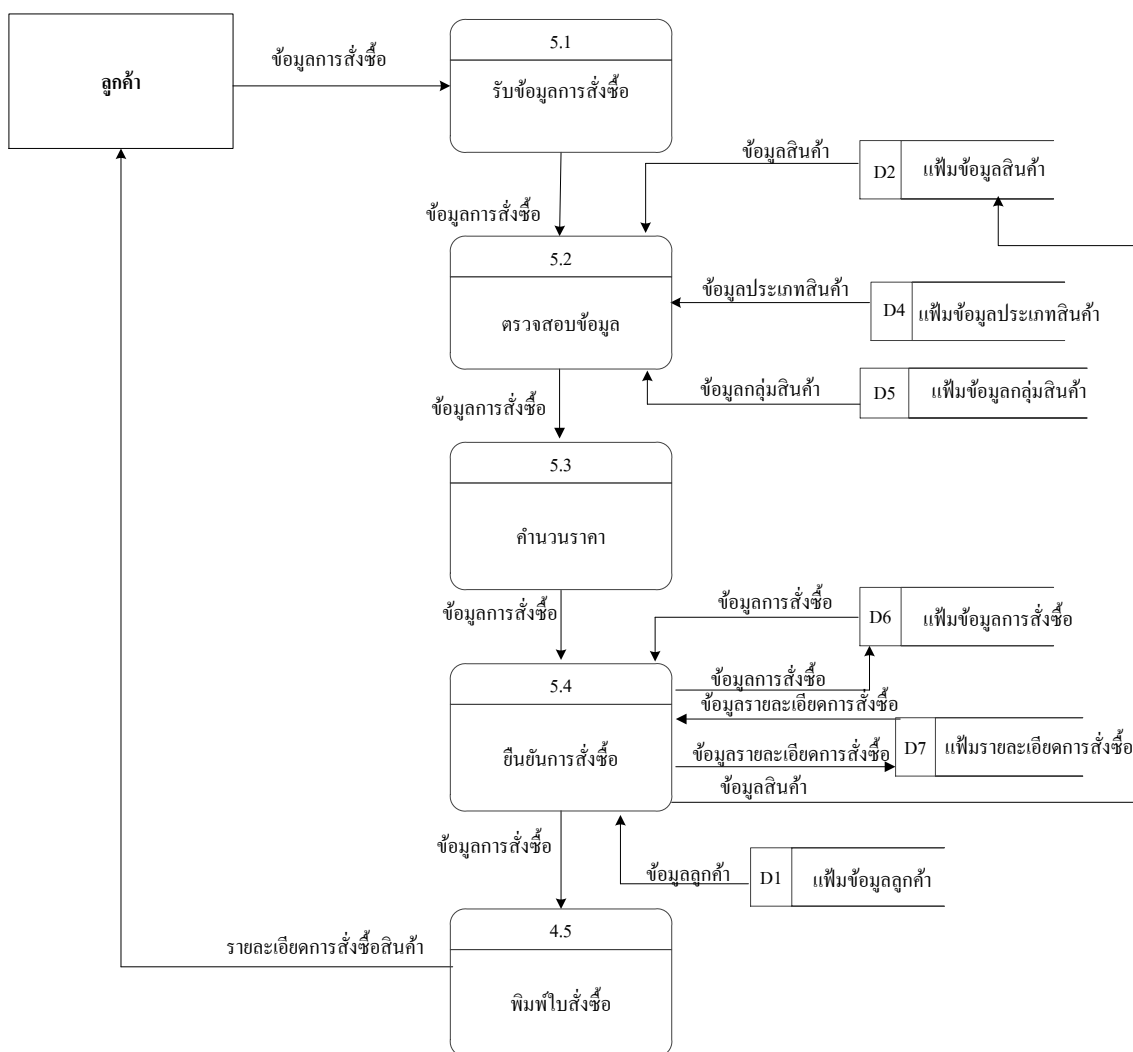 ลูกค้า
ข้อมูลการสั่งซื้อ
5.1
รับข้อมูลการสั่งซื้อ
ข้อมูลสินค้า
D2
แฟ้มข้อมูลสินค้า
ข้อมูลการสั่งซื้อ
5.2
ตรวจสอบข้อมูล
ข้อมูลประเภทสินค้า
D4
แฟ้มข้อมูลประเภทสินค้า
ข้อมูลกลุ่มสินค้า
D5
แฟ้มข้อมูลกลุ่มสินค้า
ข้อมูลการสั่งซื้อ
5.3
คำนวนราคา
ข้อมูลการสั่งซื้อ
ข้อมูลการสั่งซื้อ
D6
แฟ้มข้อมูลการสั่งซื้อ
5.4
ยืนยันการสั่งซื้อ
ข้อมูลการสั่งซื้อ
ข้อมูลรายละเอียดการสั่งซื้อ
D7
แฟ้มรายละเอียดการสั่งซื้อ
ข้อมูลรายละเอียดการสั่งซื้อ
ข้อมูลสินค้า
ข้อมูลการสั่งซื้อ
ข้อมูลลูกค้า
D1
แฟ้มข้อมูลลูกค้า
รายละเอียดการสั่งซื้อสินค้า
4.5
พิมพ์ใบสั่งซื้อ